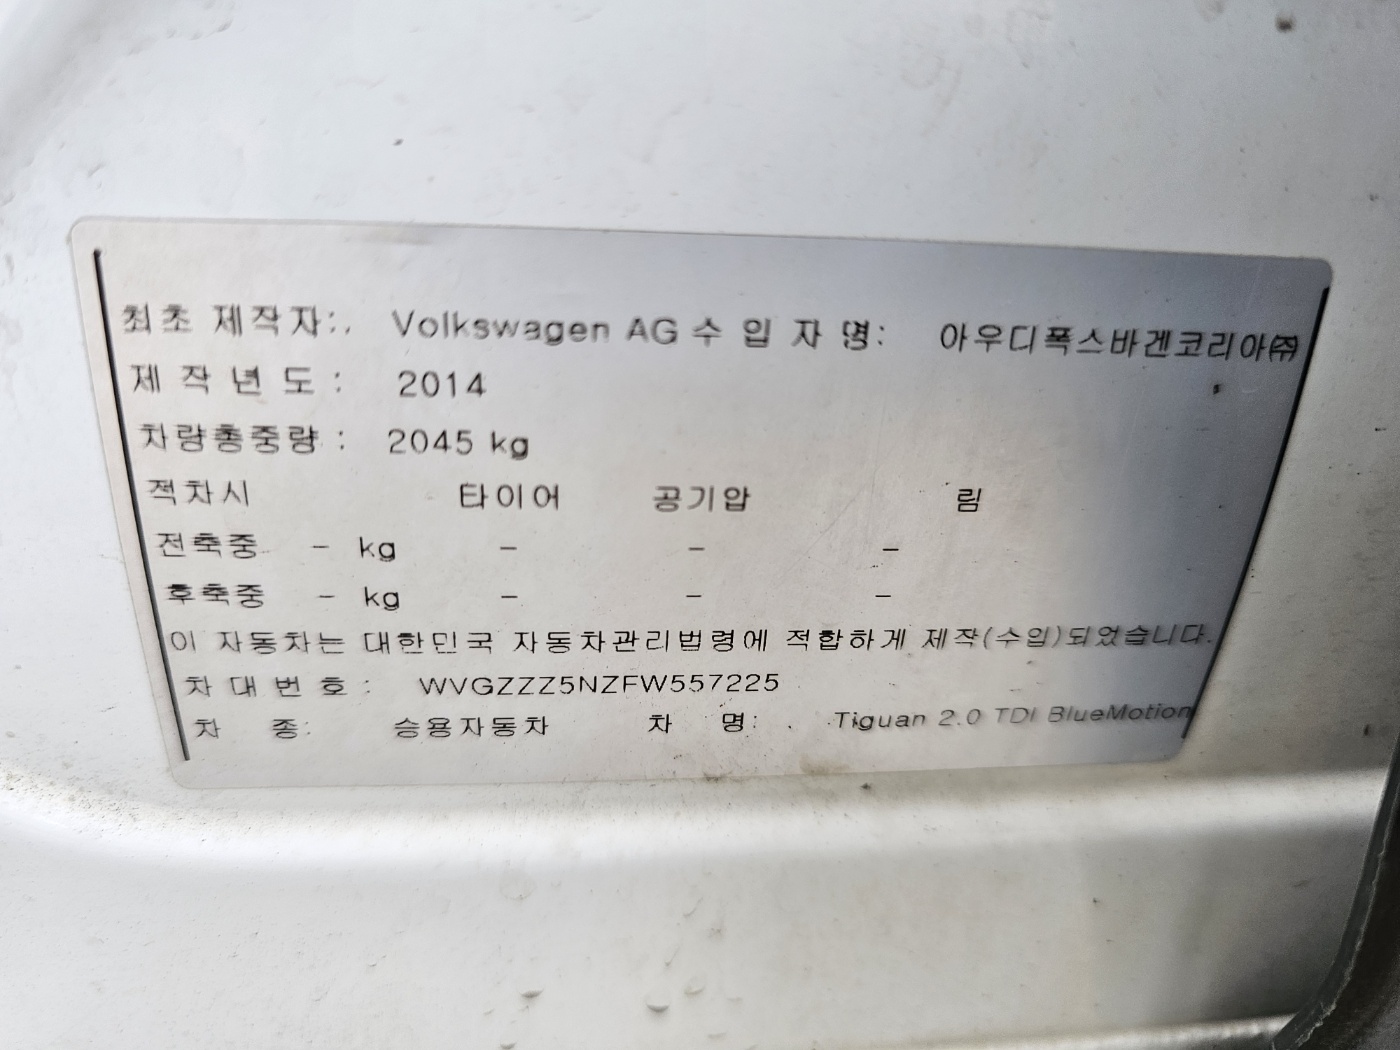 최초 제작자:. Volkswagen AG 수 입 자 명: 아우디폭스바겐코리아㈜
제 작 년 도 : 2014
차량총중량 : 2045 kg
적차시 타이어 공기압 림
전축중 - kg - - -
후축중 - kg - - -
이 자동차는 대한민국 자동차관리법령에 적합하게 제작(수입)되었습니다.
차 대 번 호 : WVGZZZ5NZFW557225
차 종: 승용자동차 차 명: Tiguan 2.0 TDI BlueMotion